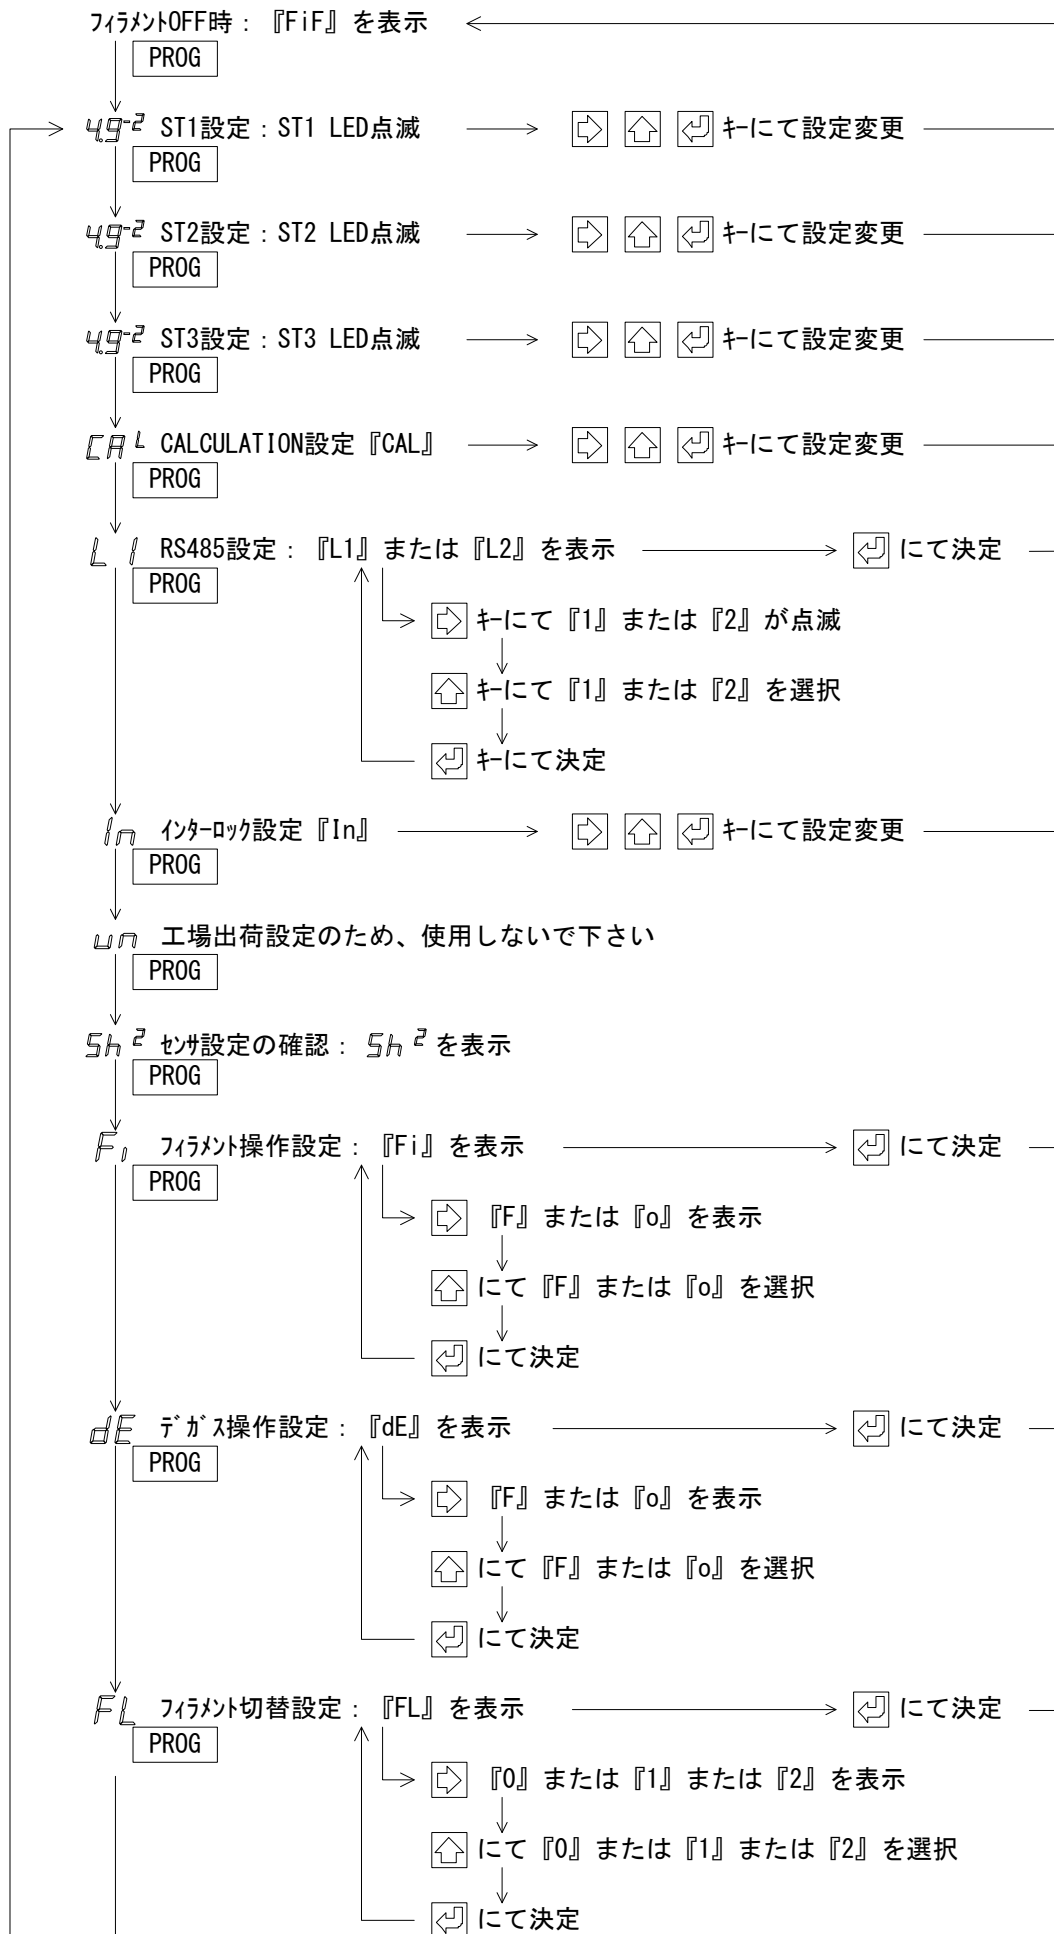 フィラメントOFF時：『FiF』を表示
PROG
4.9-2 ST1設定：ST1 LED点滅 キーにて設定変更
PROG
4.9-2 ST2設定：ST2 LED点滅 キーにて設定変更
PROG
4.9-2 ST3設定：ST3 LED点滅 キーにて設定変更
PROG
CAL CALCULATION設定『CAL』 キーにて設定変更
PROG
L1 RS485設定：『L1』または『L2』を表示 にて決定
PROG
キーにて『1』または『2』が点滅
キーにて『1』または『2』を選択
キーにて決定
In インターロック設定『In』 キーにて設定変更
PROG
un 工場出荷設定のため、使用しないで下さい
PROG
Sh2 センサ設定の確認：Sh2を表示
PROG
Fi フィラメント操作設定：『Fi』を表示 にて決定
PROG
『F』または『o』を表示
にて『F』または『o』を選択
にて決定
dE デガス操作設定：『dE』を表示 にて決定
PROG
『F』または『o』を表示
にて『F』または『o』を選択
にて決定
FL フィラメント切替設定：『FL』を表示 にて決定
PROG
『0』または『1』または『2』を表示
にて『0』または『1』または『2』を選択
にて決定